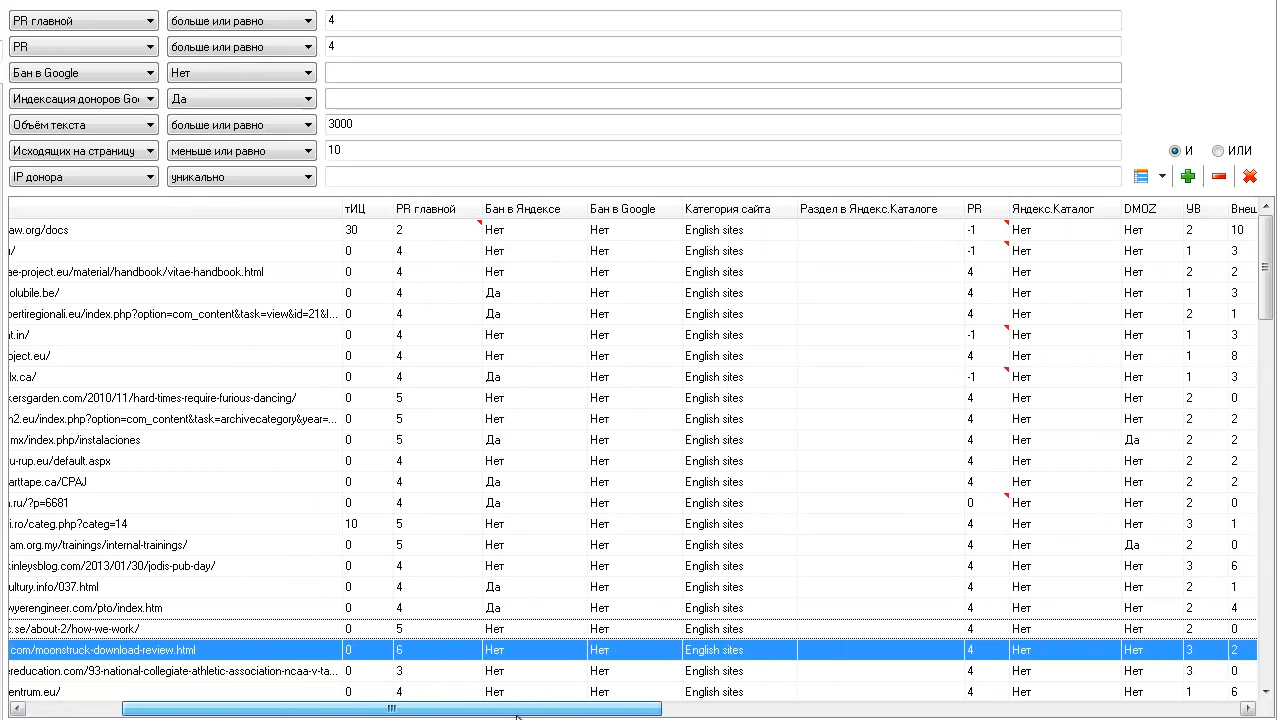 PR главной больше или равно 4
PR больше или равно 4
Бан в Google Нет
Индексация доноров Goo Да
Объём текста больше или равно 3000
Исходящих на страницу меньше или равно 10 И ИЛИ
IP донора уникально
тИЦ PR главной Бан в Яндексе Бан в Google Категория сайта Раздел в Яндекс.Каталоге PR Яндекс.Каталог DMOZ УВ Внеш
aw.org/docs 30 2 Нет Нет English sites -1 Нет Нет 2 10
/ 0 4 Нет Нет English sites -1 Нет Нет 1 3
ae-project.eu/material/handbook/vitae-handbook.html 0 4 Нет Нет English sites 4 Нет Нет 2 2
olubile.be/ 0 4 Да Нет English sites 4 Нет Нет 1 3
pertiregionali.eu/index.php?option=com_content&task=view&id=21&I... 0 4 Да Нет English sites 4 Нет Нет 2 1
t.in/ 0 4 Нет Нет English sites -1 Нет Нет 1 3
oject.eu/ 0 4 Нет Нет English sites 4 Нет Нет 1 8
lx.ca/ 0 4 Да Нет English sites -1 Нет Нет 1 3
kersgarden.com/2010/11/hard-times-require-furious-dancing/ 0 5 Нет Нет English sites 4 Нет Нет 2 0
n2.eu/index.php?option=com_content&task=archivecategory&year=... 0 5 Нет Нет English sites 4 Нет Нет 2 2
mx/index.php/instalaciones 0 5 Да Нет English sites 4 Нет Да 2 2
u-rup.eu/default.aspx 0 4 Нет Нет English sites 4 Нет Нет 2 2
arttape.ca/CPAJ 0 4 Да Нет English sites 4 Нет Нет 2 2
a.ru/?p=6681 0 4 Да Нет English sites 0 Нет Нет 2 0
i.ro/categ.php?categ=14 10 5 Нет Нет English sites 4 Нет Нет 3 1
am.org.my/trainings/internal-trainings/ 0 5 Нет Нет English sites 4 Нет Да 2 0
kinleysblog.com/2013/01/30/jodis-pub-day/ 0 4 Нет Нет English sites 4 Нет Нет 3 6
ultury.info/037.html 0 4 Да Нет English sites 4 Нет Нет 2 1
wyerengineer.com/pto/index.htm 0 4 Да Нет English sites 4 Нет Нет 2 4
c.se/about-2/how-we-work/ 0 5 Нет Нет English sites 4 Нет Нет 2 0
.com/moonstruck-download-review.html 0 6 Нет Нет English sites 4 Нет Нет 3 2
ereducation.com/93-national-collegiate-athletic-association-ncaa-v-ta... 0 3 Нет Нет English sites 4 Нет Нет 3 0
entrum.eu/ 0 4 Нет Нет English sites 4 Нет Нет 1 6